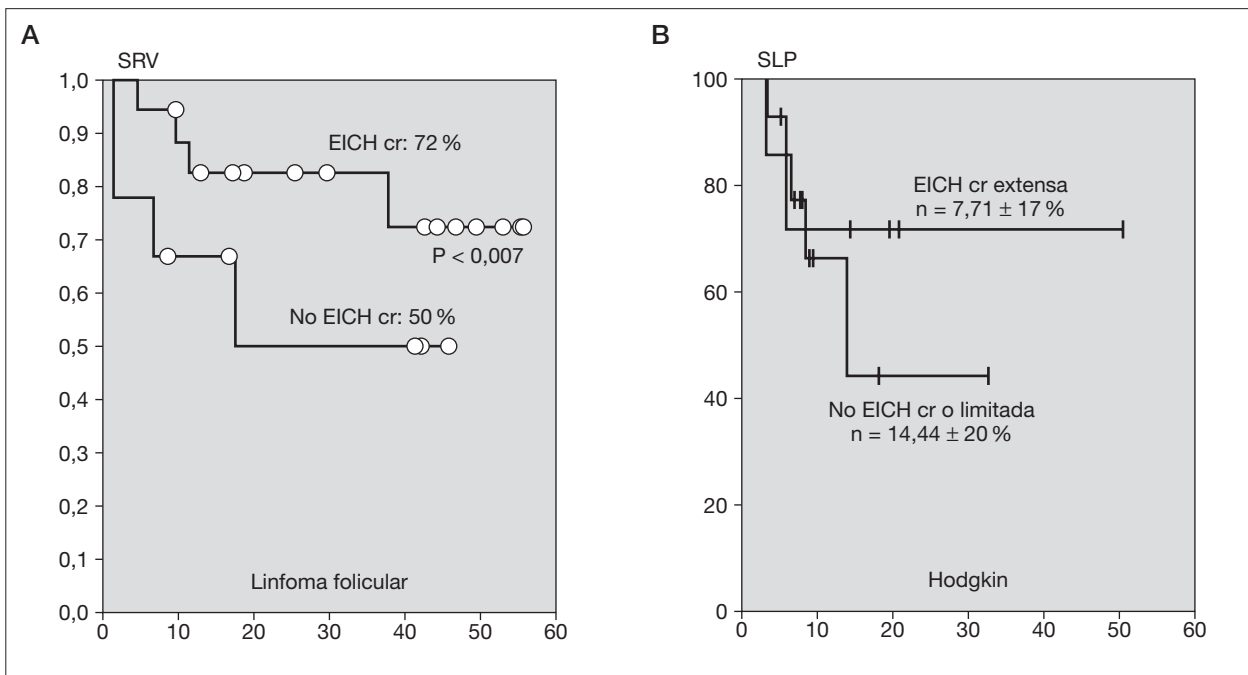 A
SRV
1,0
0,9
0,8
0,7
0,6
0,5
0,4
0,3
0,2
0,1
0,0
0 10 20 30 40 50 60
EICH cr: 72 %
P < 0,007
No EICH cr: 50 %
Linfoma folicular
B
SLP
100
80
60
40
20
0
0 10 20 30 40 50 60
EICH cr extensa
n = 7,71 ± 17 %
No EICH cr o limitada
n = 14,44 ± 20 %
Hodgkin